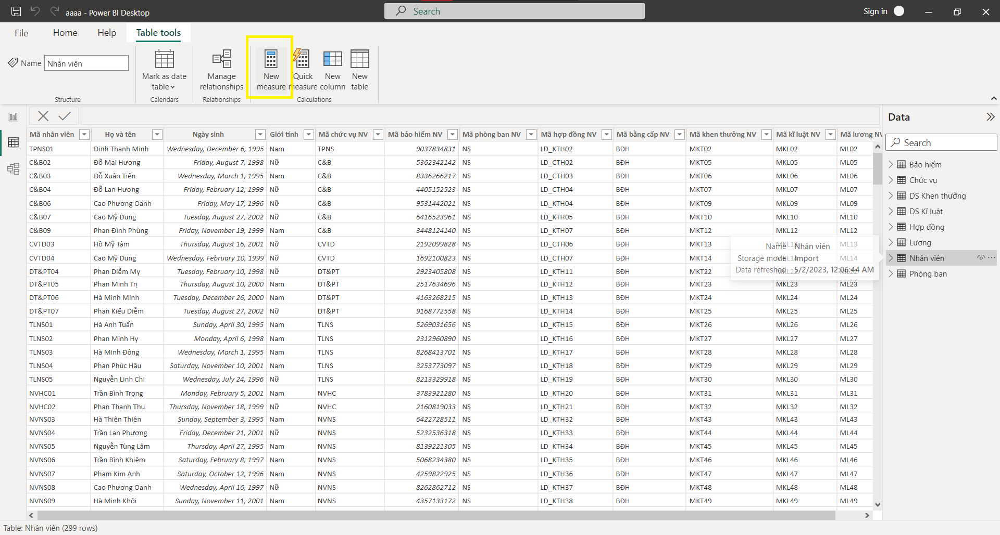 aaaa - Power BI Desktop
Search
Sign in
File Home Help Table tools
Name Nhân viên
Mark as date table
Manage relationships
New measure
Quick measure
New column
New table
Structure Calendars Relationships Calculations
Data
Search
Bảo hiểm
Chức vụ
DS Khen thưởng
DS Kỉ luật
Hợp đồng
Lương
Nhân viên
Phòng ban
Name Nhân viên
Storage mode Import
Data refreshed 5/2/2023, 12:06:44 AM
Mã nhân viên Họ và tên Ngày sinh Giới tính Mã chức vụ NV Mã bảo hiểm NV Mã phòng ban NV Mã hợp đồng NV Mã bằng cấp NV Mã khen thưởng NV Mã kỉ luật NV Mã lương NV
TPNS01 Đinh Thanh Minh Wednesday, December 6, 1995 Nam TPNS 9037834831 NS LD_KTH02 BĐH MKT02 MKL02 ML02
C&B02 Đỗ Mai Hương Friday, August 7, 1998 Nữ C&B 5362342142 NS LD_CTH02 BĐH MKT05 MKL05 ML05
C&B03 Đỗ Xuân Tiến Wednesday, March 1, 1995 Nam C&B 8336266217 NS LD_CTH03 BĐH MKT06 MKL06 ML06
C&B04 Đỗ Lan Hương Friday, February 12, 1999 Nữ C&B 4405152523 NS LD_CTH04 BĐH MKT07 MKL07 ML07
C&B06 Cao Phương Oanh Friday, May 17, 1996 Nữ C&B 9531442021 NS LD_KTH04 BĐH MKT09 MKL09 ML09
C&B07 Cao Mỹ Dung Tuesday, August 27, 2002 Nữ C&B 6416523961 NS LD_KTH05 BĐH MKT10 MKL10 ML10
C&B09 Phan Đình Phùng Friday, November 19, 1999 Nam C&B 3448124140 NS LD_KTH07 BĐH MKT12 MKL12 ML12
CVTD03 Hồ Mỹ Tâm Thursday, August 16, 2001 Nữ CVTD 2192099828 NS LD_CTH06 BĐH MKT13 MKL13 ML13
CVTD04 Cao Mỹ Dung Wednesday, February 10, 1999 Nữ CVTD 1692100823 NS LD_CTH07 BĐH MKT14 MKL14 ML14
DT&PT04 Phan Diễm My Tuesday, February 10, 1998 Nữ DT&PT 2923405808 NS LD_KTH11 BĐH MKT22 MKL22 ML22
DT&PT05 Phan Minh Trị Thursday, August 10, 2000 Nam DT&PT 2517634696 NS LD_KTH12 BĐH MKT23 MKL23 ML23
DT&PT06 Hà Minh Minh Tuesday, December 26, 2000 Nam DT&PT 4163268215 NS LD_KTH13 BĐH MKT24 MKL24 ML24
DT&PT07 Phan Kiểu Diễm Tuesday, August 27, 2002 Nữ DT&PT 9168772558 NS LD_KTH14 BĐH MKT25 MKL25 ML25
TLNS01 Hà Anh Tuấn Sunday, April 30, 1995 Nam TLNS 5269031656 NS LD_KTH15 BĐH MKT26 MKL26 ML26
TLNS02 Phan Minh Hy Monday, April 6, 1998 Nam TLNS 2312960890 NS LD_KTH16 BĐH MKT27 MKL27 ML27
TLNS03 Hà Minh Đông Wednesday, March 1, 1995 Nam TLNS 8268413701 NS LD_KTH17 BĐH MKT28 MKL28 ML28
TLNS04 Phan Phúc Hậu Saturday, November 10, 2001 Nam TLNS 3253773097 NS LD_KTH18 BĐH MKT29 MKL29 ML29
TLNS05 Nguyễn Linh Chi Wednesday, July 24, 1996 Nữ TLNS 8213329918 NS LD_KTH19 BĐH MKT30 MKL30 ML30
NVHC01 Trần Bình Trọng Monday, February 5, 2001 Nam NVHC 3783921280 NS LD_KTH20 BĐH MKT31 MKL31 ML31
NVHC02 Phan Thanh Thu Thursday, November 18, 1999 Nữ NVHC 2160819033 NS LD_KTH21 BĐH MKT32 MKL32 ML32
NVNS03 Hà Thiên Thiên Sunday, September 3, 1995 Nam NVNS 6422728511 NS LD_KTH32 BĐH MKT43 MKL43 ML43
NVNS04 Trần Lan Phương Friday, December 21, 2001 Nữ NVNS 5232536318 NS LD_KTH33 BĐH MKT44 MKL44 ML44
NVNS05 Nguyễn Tùng Lâm Thursday, April 27, 1995 Nam NVNS 8139221305 NS LD_KTH34 BĐH MKT45 MKL45 ML45
NVNS06 Trần Bình Khiêm Saturday, February 8, 1997 Nam NVNS 5068234380 NS LD_KTH35 BĐH MKT46 MKL46 ML46
NVNS07 Phạm Kim Anh Saturday, October 12, 1996 Nam NVNS 4259822925 NS LD_KTH36 BĐH MKT47 MKL47 ML47
NVNS08 Cao Phương Oanh Wednesday, April 16, 1997 Nữ NVNS 8262862712 NS LD_KTH37 BĐH MKT48 MKL48 ML48
NVNS09 Hà Minh Khôi Sunday, November 11, 2001 Nam NVNS 4357133172 NS LD_KTH38 BĐH MKT49 MKL49 ML49
Table: Nhân viên (299 rows)